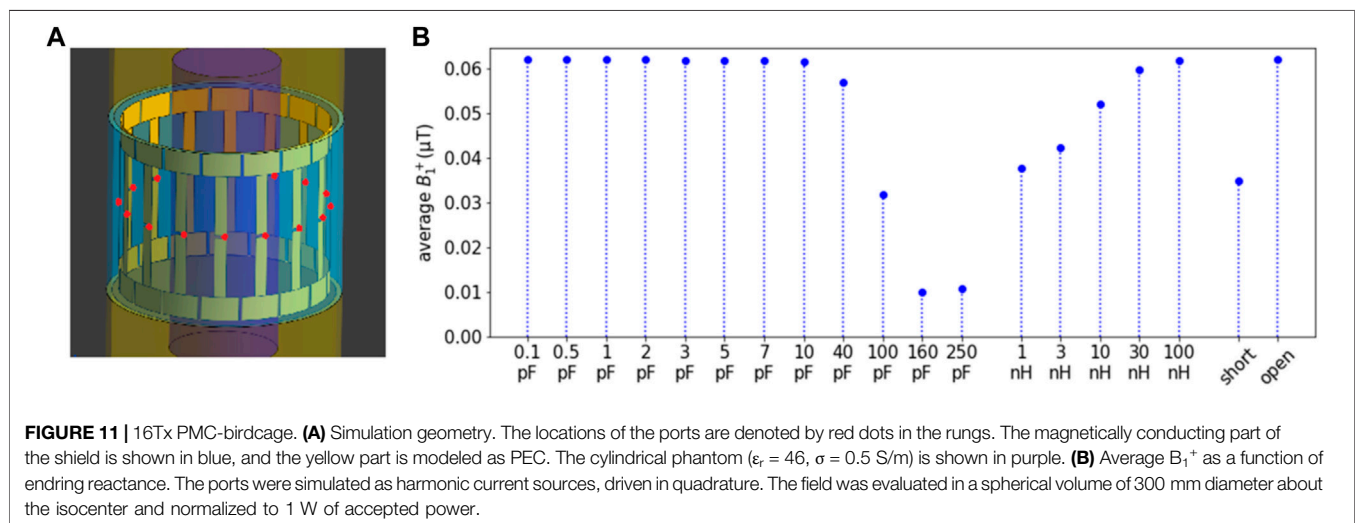 A
B
average B₁⁺ (μT)
0.06
0.05
0.04
0.03
0.02
0.01
0.00
0.1 0.5 1 2 3 5 7 10 40 100 160 250 1 3 10 30 100 short open
pF pF pF pF pF pF pF pF pF pF pF pF nH nH nH nH nH
FIGURE 11 | 16Tx PMC-birdcage. (A) Simulation geometry. The locations of the ports are denoted by red dots in the rungs. The magnetically conducting part of
the shield is shown in blue, and the yellow part is modeled as PEC. The cylindrical phantom (εr = 46, σ = 0.5 S/m) is shown in purple. (B) Average B₁⁺ as a function of
endring reactance. The ports were simulated as harmonic current sources, driven in quadrature. The field was evaluated in a spherical volume of 300 mm diameter about
the isocenter and normalized to 1 W of accepted power.